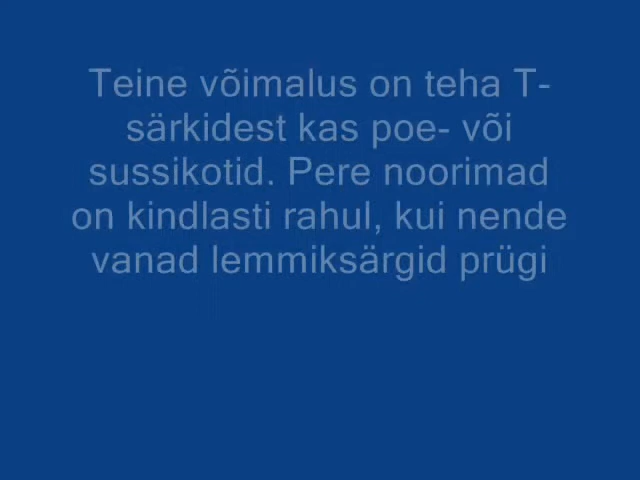 Teine võimalus on teha T-
särkidest kas poe- või
sussikotid. Pere noorimad
on kindlasti rahul, kui nende
vanad lemmiksärgid prügi